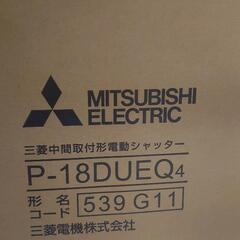 MITSUBISHI
ELECTRIC
三菱中間取付形電動シャッター
P-18DUEQ4
形名
コード 539 G11
三菱電機株式会社